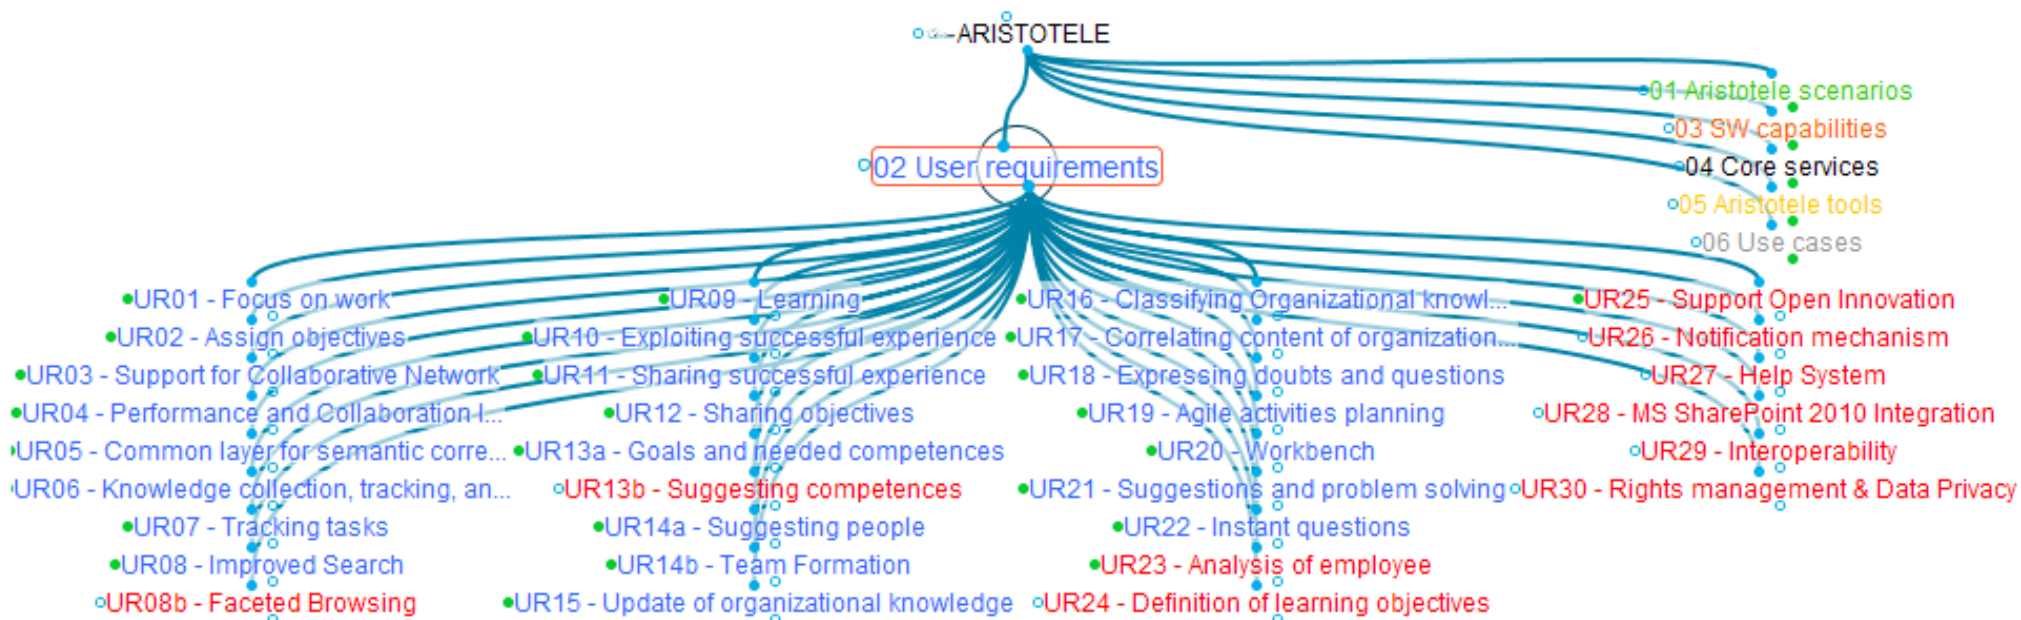 ARISTOTELE
01 Aristotele scenarios
03 SW capabilities
04 Core services
05 Aristotele tools
06 Use cases
02 User requirements
UR01 - Focus on work
UR02 - Assign objectives
UR03 - Support for Collaborative Network
UR04 - Performance and Collaboration I...
UR05 - Common layer for semantic corre...
UR06 - Knowledge collection, tracking, an...
UR07 - Tracking tasks
UR08 - Improved Search
UR08b - Faceted Browsing
UR09 - Learning
UR10 - Exploiting successful experience
UR11 - Sharing successful experience
UR12 - Sharing objectives
UR13a - Goals and needed competences
UR13b - Suggesting competences
UR14a - Suggesting people
UR14b - Team Formation
UR15 - Update of organizational knowledge
UR16 - Classifying Organizational knowl...
UR17 - Correlating content of organization...
UR18 - Expressing doubts and questions
UR19 - Agile activities planning
UR20 - Workbench
UR21 - Suggestions and problem solving
UR22 - Instant questions
UR23 - Analysis of employee
UR24 - Definition of learning objectives
UR25 - Support Open Innovation
UR26 - Notification mechanism
UR27 - Help System
UR28 - MS SharePoint 2010 Integration
UR29 - Interoperability
UR30 - Rights management & Data Privacy